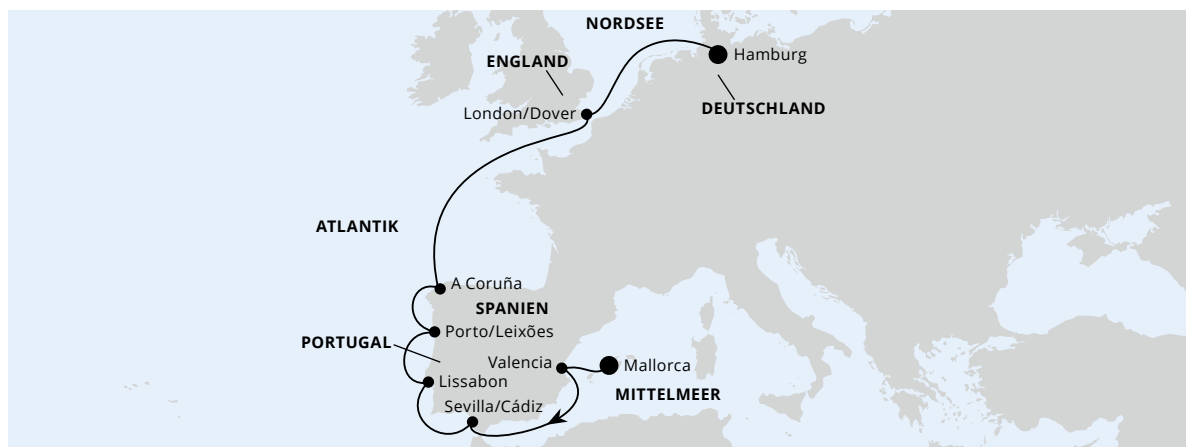 NORDSEE
ENGLAND
Hamburg
DEUTSCHLAND
London/Dover
ATLANTIK
A Coruña
SPANIEN
Porto/Leixões
PORTUGAL
Valencia
Mallorca
Lissabon
MITTELMEER
Sevilla/Cádiz